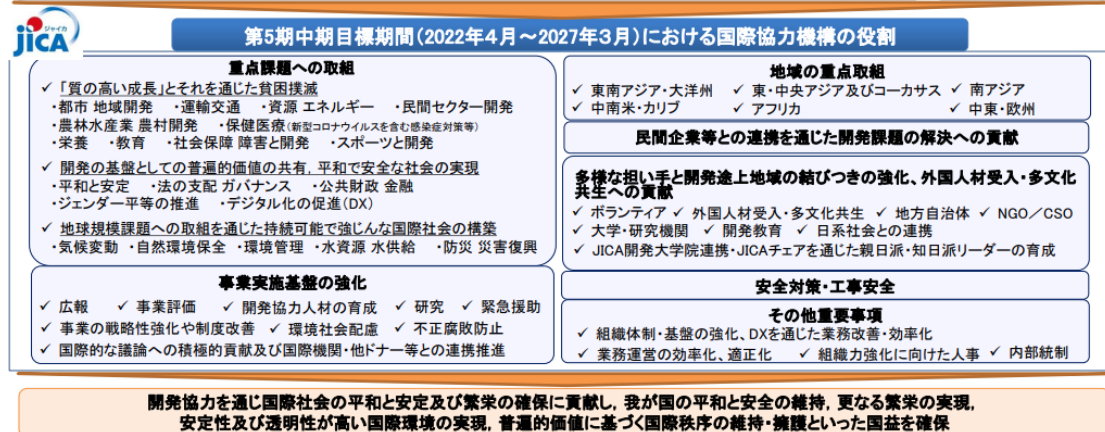 ジャイカ
JICA
第5期中期目標期間（2022年４月～2027年３月）における国際協力機構の役割
重点課題への取組
✓ 「質の高い成長」とそれを通じた貧困撲滅
・都市 地域開発 ・運輸交通 ・資源 エネルギー ・民間セクター開発
・農林水産業 農村開発 ・保健医療（新型コロナウイルスを含む感染症対策等）
・栄養 ・教育 ・社会保障 障害と開発 ・スポーツと開発
✓ 開発の基盤としての普遍的価値の共有，平和で安全な社会の実現
・平和と安定 ・法の支配 ガバナンス ・公共財政 金融
・ジェンダー平等の推進 ・デジタル化の促進（DX）
✓ 地球規模課題への取組を通じた持続可能で強じんな国際社会の構築
・気候変動 ・自然環境保全 ・環境管理 ・水資源 水供給 ・防災 災害復興
事業実施基盤の強化
✓ 広報 ✓ 事業評価 ✓ 開発協力人材の育成 ✓ 研究 ✓ 緊急援助
✓ 事業の戦略性強化や制度改善 ✓ 環境社会配慮 ✓ 不正腐敗防止
✓ 国際的な議論への積極的貢献及び国際機関・他ドナー等との連携推進
地域の重点取組
✓ 東南アジア・大洋州 ✓ 東・中央アジア及びコーカサス ✓ 南アジア
✓ 中南米・カリブ ✓ アフリカ ✓ 中東・欧州
民間企業等との連携を通じた開発課題の解決への貢献
多様な担い手と開発途上地域の結びつきの強化、外国人材受入・多文化
共生への貢献
✓ ボランティア ✓ 外国人材受入・多文化共生 ✓ 地方自治体 ✓ NGO／CSO
✓ 大学・研究機関 ✓ 開発教育 ✓ 日系社会との連携
✓ JICA開発大学院連携・JICAチェアを通じた親日派・知日派リーダーの育成
安全対策・工事安全
その他重要事項
✓ 組織体制・基盤の強化、DXを通じた業務改善・効率化
✓ 業務運営の効率化、適正化 ✓ 組織力強化に向けた人事 ✓ 内部統制
開発協力を通じ国際社会の平和と安定及び繁栄の確保に貢献し，我が国の平和と安全の維持，更なる繁栄の実現，
安定性及び透明性が高い国際環境の実現，普遍的価値に基づく国際秩序の維持・擁護といった国益を確保